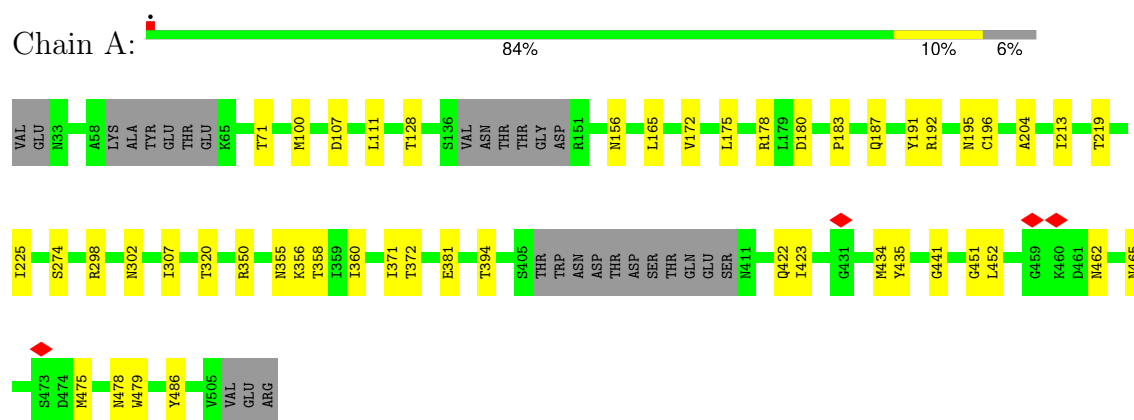 Chain A:
84% 10% 6%
VAL GLU N33 A58 LYS ALA TYR GLU THR GLU K65 T71 M100 D107 L111 T128 S136 VAL ASN THR THR GLY ASP R151 N156 L165 V172 L175 R178 L179 D180 P183 Q187 Y191 R192 N195 C196 A204 I213 T219
I225 S274 R298 N302 I307 T320 R350 N355 K356 T358 I359 I360 I371 T372 E381 T394 S405 THR TRP ASN ASP THR ASP SER THR GLN GLU SER N411 Q422 I423 G431 M434 Y435 G441 G451 L452 G459 K460 D461 N462 N465
S473 D474 M475 N478 W479 Y486 V505 VAL GLU ARG